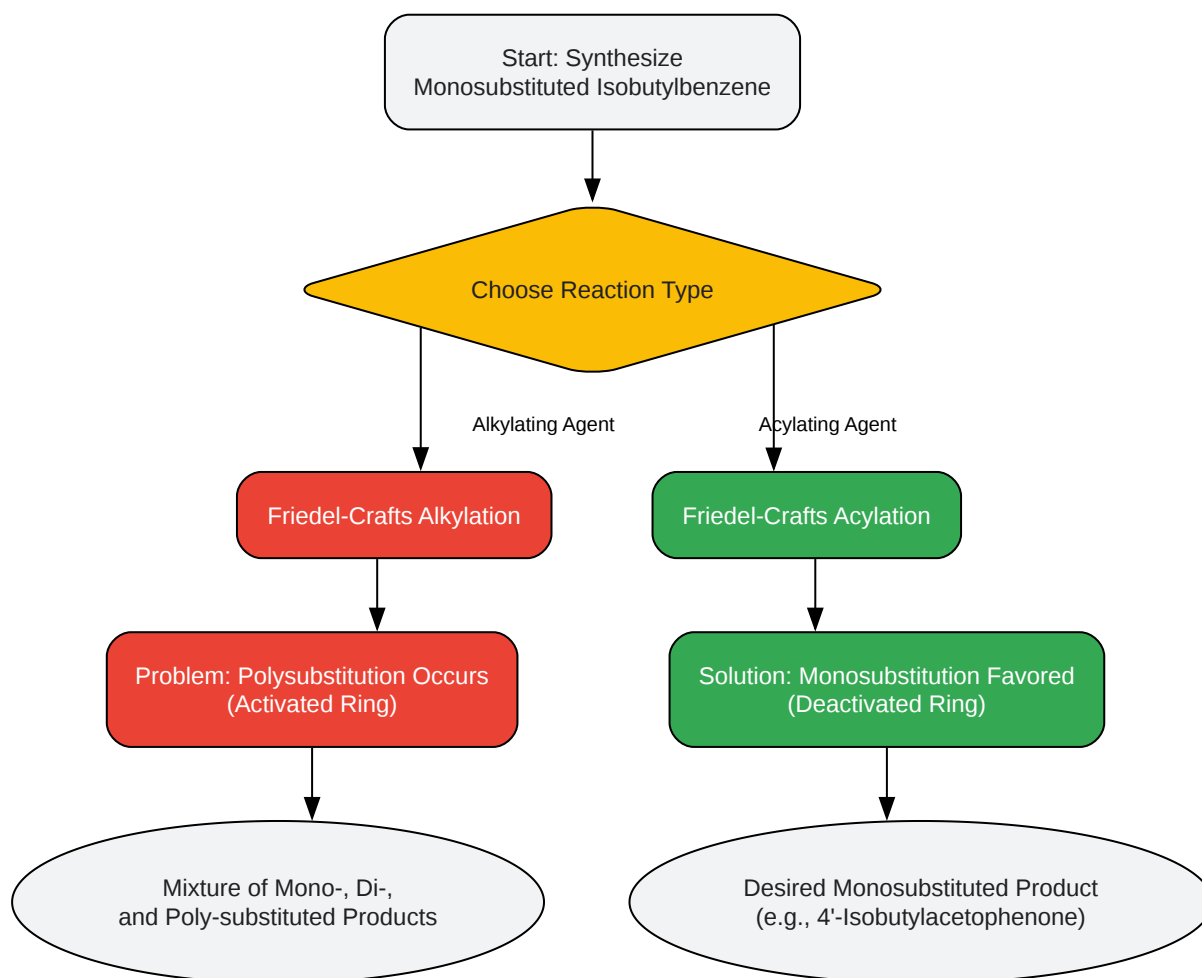 Start: Synthesize
Monosubstituted Isobutylbenzene
Choose Reaction Type
Alkylating Agent
Acylating Agent
Friedel-Crafts Alkylation
Friedel-Crafts Acylation
Problem: Polysubstitution Occurs
(Activated Ring)
Solution: Monosubstitution Favored
(Deactivated Ring)
Mixture of Mono-, Di-,
and Poly-substituted Products
Desired Monosubstituted Product
(e.g., 4'-Isobutylacetophenone)